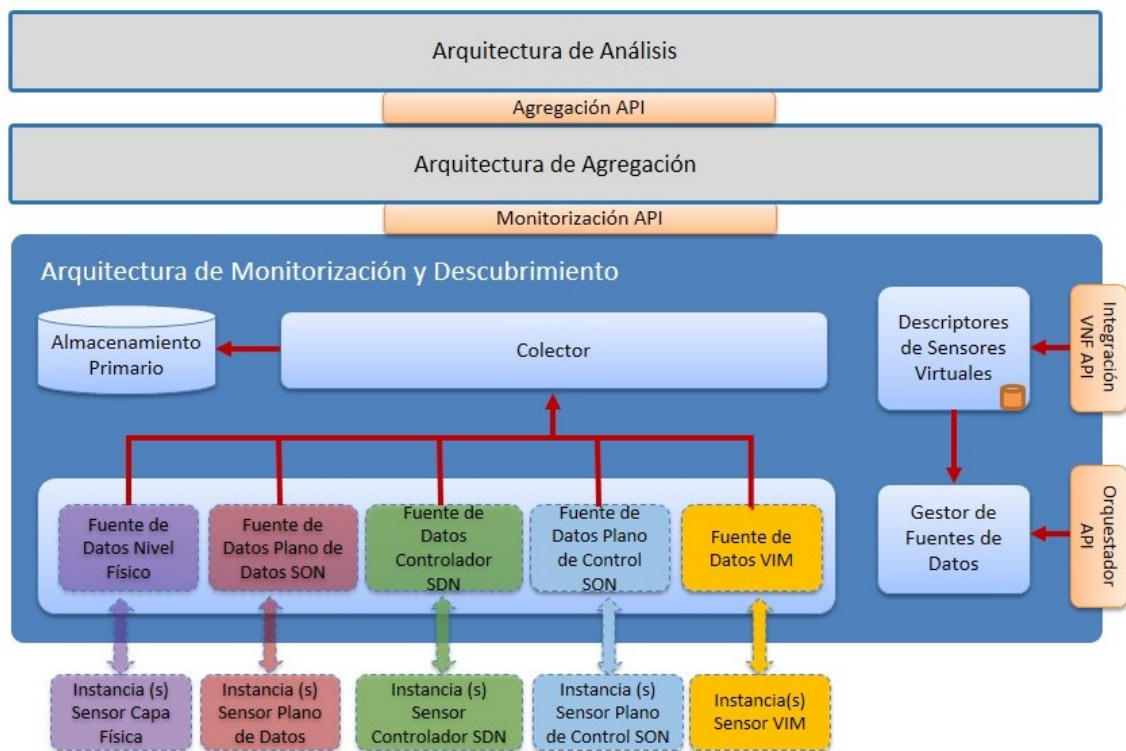 Arquitectura de Análisis
Agregación API
Arquitectura de Agregación
Monitorización API
Arquitectura de Monitorización y Descubrimiento
Almacenamiento
Primario
Colector
Descriptores
de Sensores
Virtuales
Integración
VNF API
Fuente de
Datos Nivel
Físico
Fuente de
Datos Plano de
Datos SON
Fuente de
Datos
Controlador
SDN
Fuente de
Datos Plano
de Control
SON
Fuente de
Datos VIM
Gestor de
Fuentes de
Datos
Orquestador
API
Instancia (s)
Sensor Capa
Física
Instancia (s)
Sensor Plano
de Datos
Instancia (s)
Sensor
Controlador SDN
Instancia (s)
Sensor Plano
de Control SON
Instancia(s)
Sensor VIM